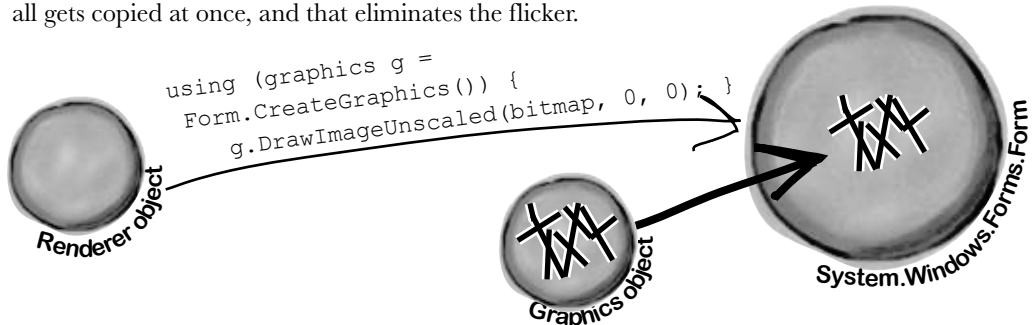 all gets copied at once, and that eliminates the flicker.
using (graphics g =
Form.CreateGraphics()) {
g.DrawImageUnscaled(bitmap, 0, 0); }
Renderer object
Graphics object
System.Windows.Forms.Form